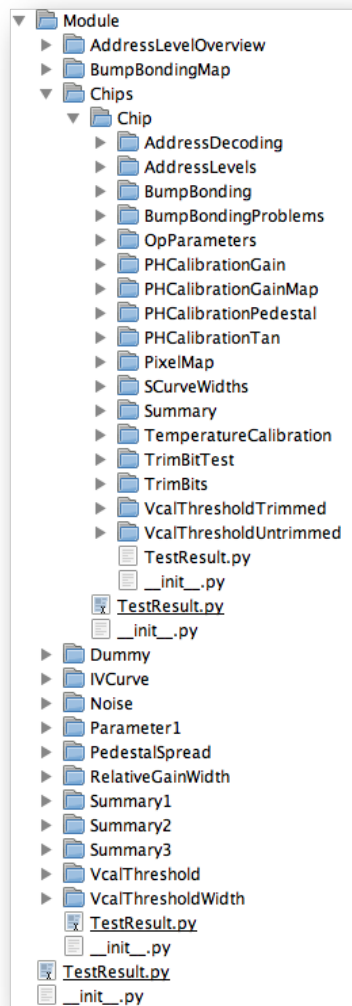 Module
AddressLevelOverview
BumpBondingMap
Chips
Chip
AddressDecoding
AddressLevels
BumpBonding
BumpBondingProblems
OpParameters
PHCalibrationGain
PHCalibrationGainMap
PHCalibrationPedestal
PHCalibrationTan
PixelMap
SCurveWidths
Summary
TemperatureCalibration
TrimBitTest
TrimBits
VcalThresholdTrimmed
VcalThresholdUntrimmed
TestResult.py
__init__.py
TestResult.py
__init__.py
Dummy
IVCurve
Noise
Parameter1
PedestalSpread
RelativeGainWidth
Summary1
Summary2
Summary3
VcalThreshold
VcalThresholdWidth
TestResult.py
__init__.py
TestResult.py
__init__.py